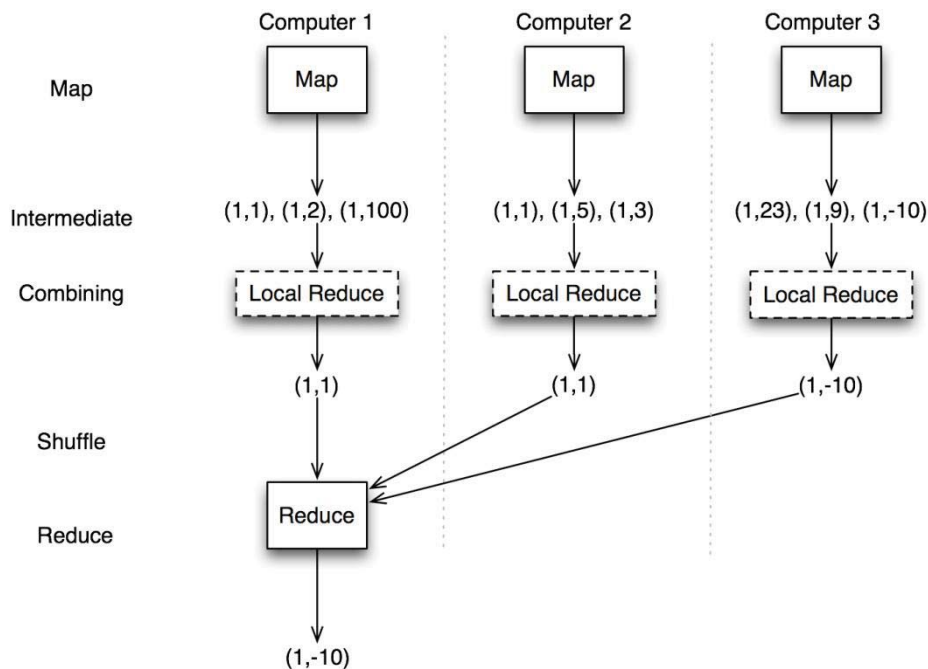 Computer 1 Computer 2 Computer 3
Map Map Map Map
Intermediate (1,1), (1,2), (1,100) (1,1), (1,5), (1,3) (1,23), (1,9), (1,-10)
Combining Local Reduce Local Reduce Local Reduce
(1,1) (1,1) (1,-10)
Shuffle
Reduce Reduce
(1,-10)